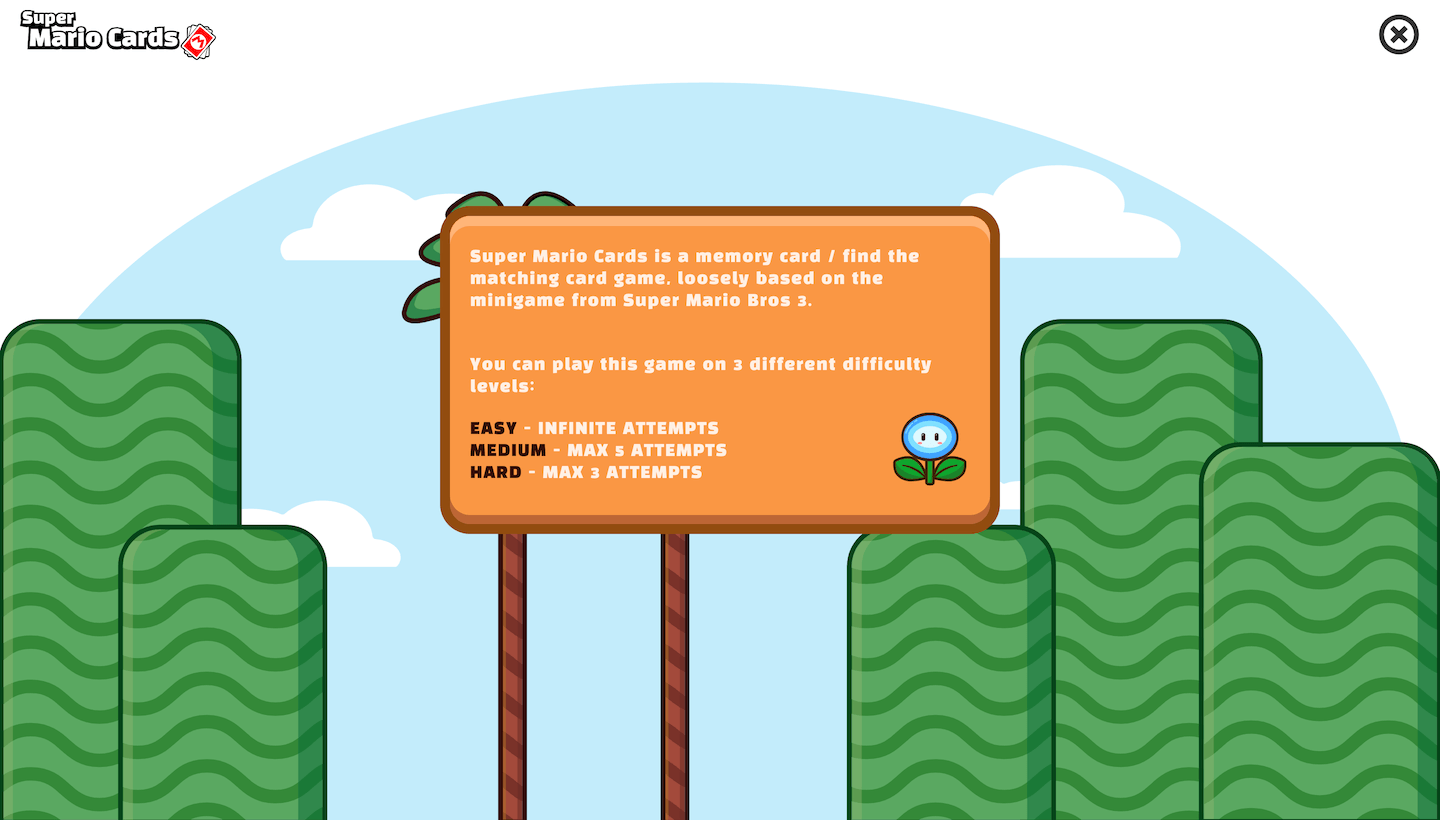 Super
Mario Cards
Super Mario Cards is a memory card / find the
matching card game, loosely based on the
minigame from Super Mario Bros 3.
You can play this game on 3 different difficulty
levels:
EASY - INFINITE ATTEMPTS
MEDIUM - MAX 5 ATTEMPTS
HARD - MAX 3 ATTEMPTS